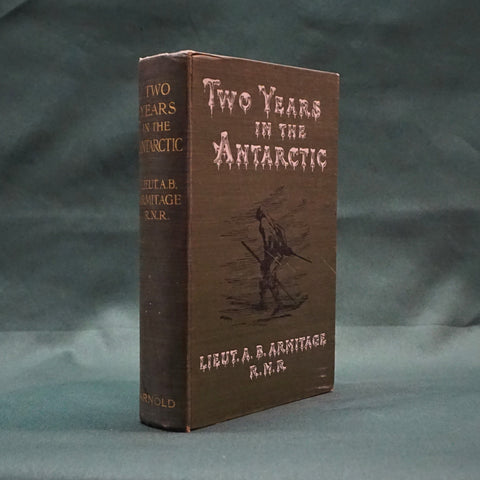 TWO
YEARS
IN THE
ANTARCTIC
LIEUT. A.B.
ARMITAGE
R.N.R.
ARNOLD
TWO YEARS
IN THE
ANTARCTIC
LIEUT. A. B. ARMITAGE
R.N.R.